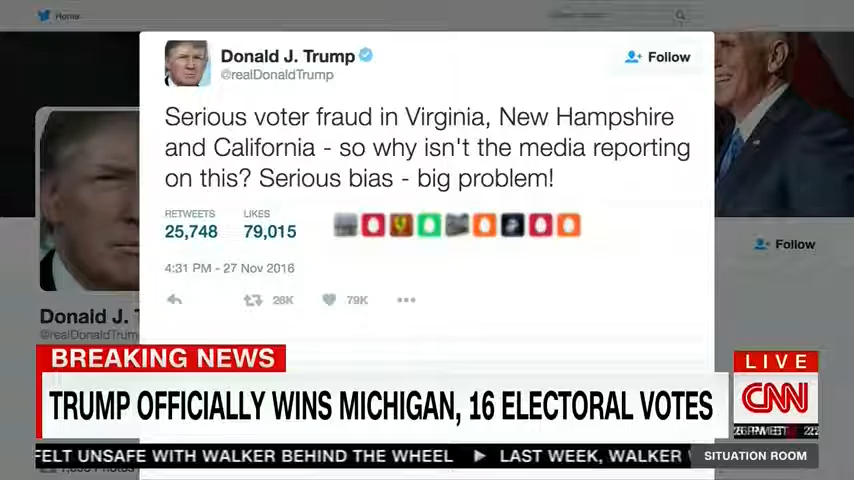 Home
Donald J. Trump
@realDonaldTrump
Follow
Serious voter fraud in Virginia, New Hampshire
and California - so why isn't the media reporting
on this? Serious bias - big problem!
RETWEETS
LIKES
25,748
79,015
4:31 PM - 27 Nov 2016
26K
79K
Follow
Donald J. T
@realDonaldTrum
BREAKING NEWS
LIVE
TRUMP OFFICIALLY WINS MICHIGAN, 16 ELECTORAL VOTES
CNN
FELT UNSAFE WITH WALKER BEHIND THE WHEEL
LAST WEEK, WALKER
SITUATION ROOM